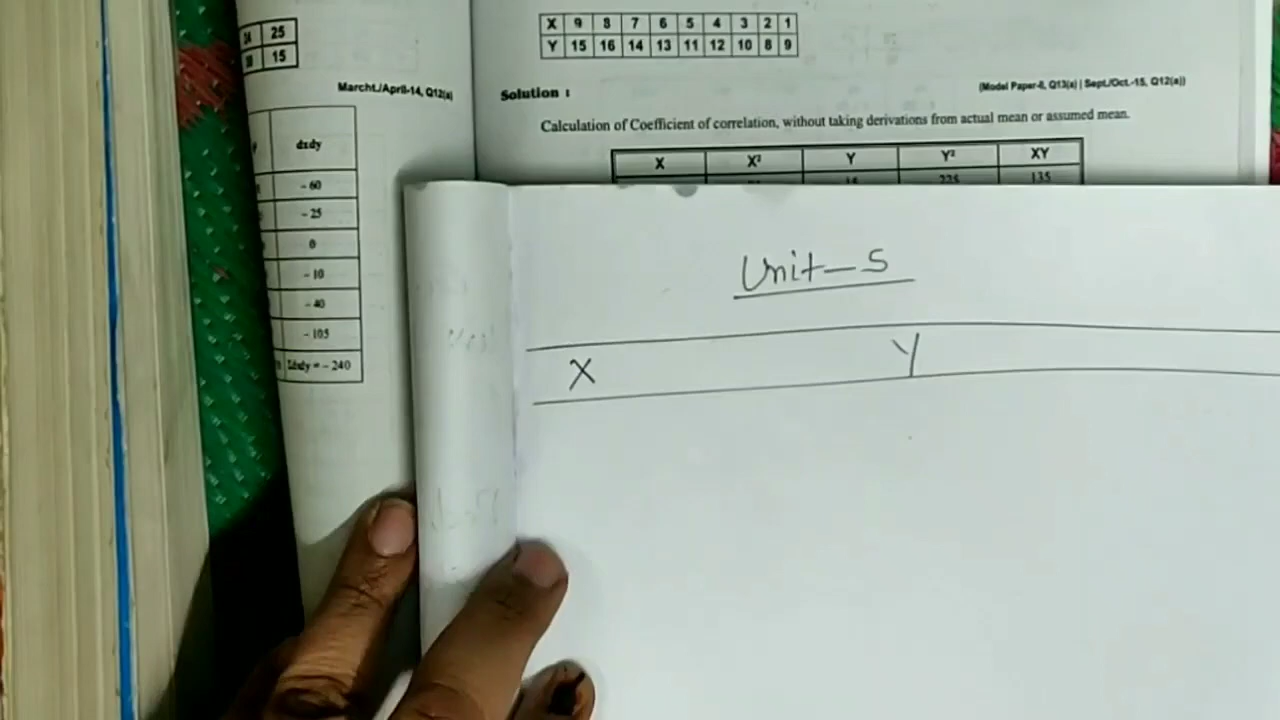 25
15
Marcht./April-14, Q12(a)
dxdy
- 60
- 25
0
- 10
- 40
- 105
Σdxdy = - 240
X 9 8 7 6 5 4 3 2 1
Y 15 16 14 13 11 12 10 8 9
Solution :
(Model Paper-II, Q13(a) | Sept./Oct.-15, Q12(a))
Calculation of Coefficient of correlation, without taking derivations from actual mean or assumed mean.
X X² Y Y² XY
15 225 135
Unit-5
X Y